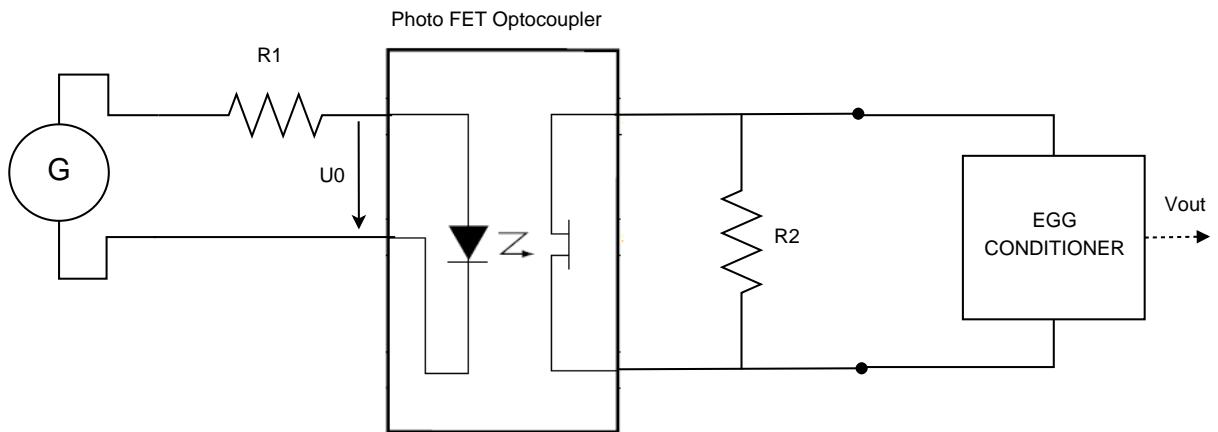 Photo FET Optocoupler
R1
G
U0
R2
EGG
CONDITIONER
Vout